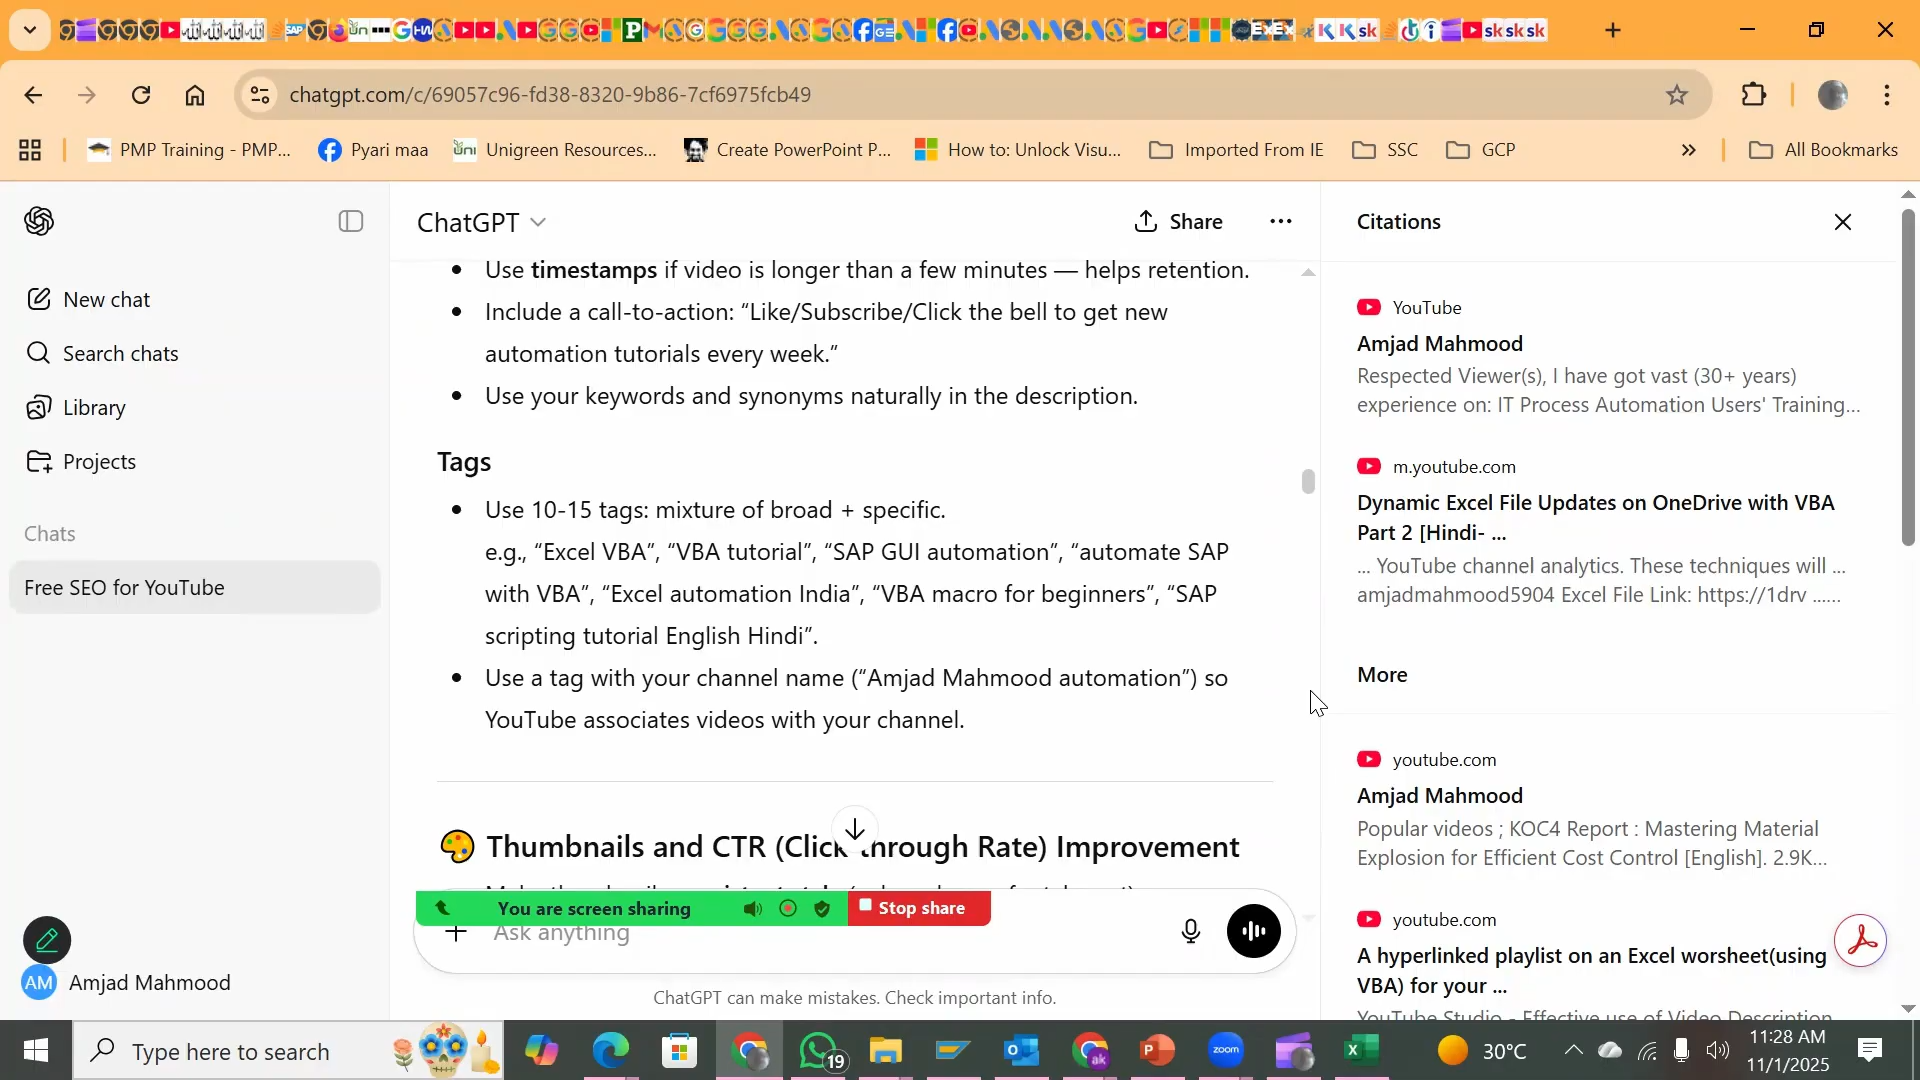 chatgpt.com/c/69057c96-fd38-8320-9b86-7cf6975fcb49
PMP Training - PMP...
Pyari maa
Unigreen Resources...
Create PowerPoint P...
How to: Unlock Visu...
Imported From IE
SSC
GCP
All Bookmarks
ChatGPT
Share
New chat
Search chats
Library
Projects
Chats
Free SEO for YouTube
AM
Amjad Mahmood
Use timestamps if video is longer than a few minutes — helps retention.
Include a call-to-action: “Like/Subscribe/Click the bell to get new
automation tutorials every week.”
Use your keywords and synonyms naturally in the description.
Tags
Use 10-15 tags: mixture of broad + specific.
e.g., “Excel VBA”, “VBA tutorial”, “SAP GUI automation”, “automate SAP
with VBA”, “Excel automation India”, “VBA macro for beginners”, “SAP
scripting tutorial English Hindi”.
Use a tag with your channel name (“Amjad Mahmood automation”) so
YouTube associates videos with your channel.
Thumbnails and CTR (Click-through Rate) Improvement
You are screen sharing
Stop share
Ask anything
ChatGPT can make mistakes. Check important info.
Citations
YouTube
Amjad Mahmood
Respected Viewer(s), I have got vast (30+ years)
experience on: IT Process Automation Users' Training...
m.youtube.com
Dynamic Excel File Updates on OneDrive with VBA
Part 2 [Hindi- ...
... YouTube channel analytics. These techniques will ...
amjadmahmood5904 Excel File Link: https://1drv ......
More
youtube.com
Amjad Mahmood
Popular videos ; KOC4 Report : Mastering Material
Explosion for Efficient Cost Control [English]. 2.9K...
youtube.com
A hyperlinked playlist on an Excel worsheet(using
VBA) for your ...
YouTube Studio - Effective use of Video Description
Type here to search
19
zoom
30°C
11:28 AM
11/1/2025